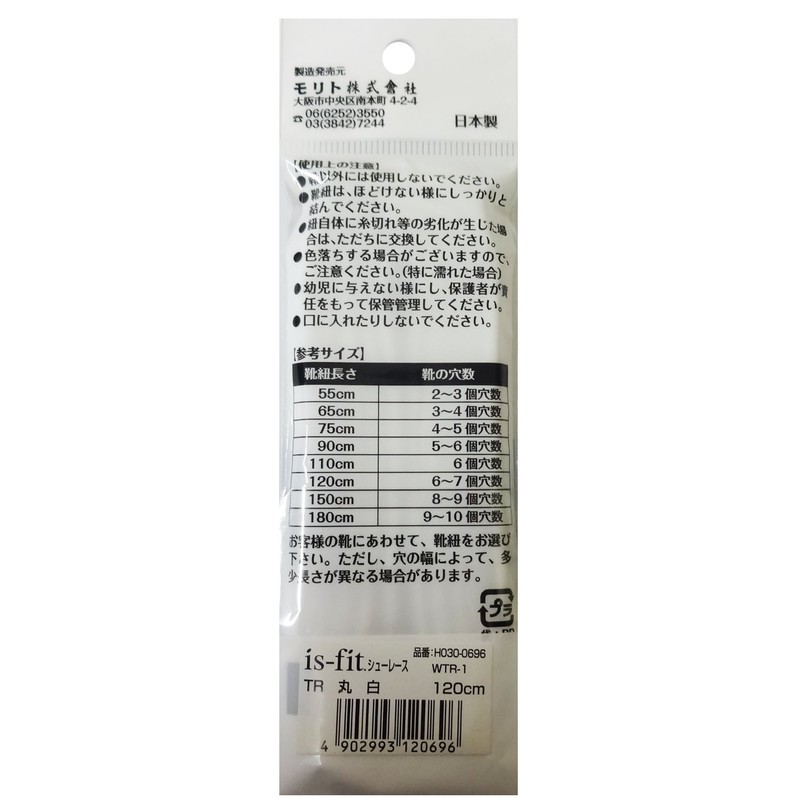 製造発売元
モリト株式會社
大阪市中央区南本町 4-2-4
☎ 06(6252)3550
03(3842)7244
日本製
【使用上の注意】
●靴以外には使用しないでください。
●靴紐は、ほどけない様にしっかりと
結んでください。
●紐自体に糸切れ等の劣化が生じた場
合は、ただちに交換してください。
●色落ちする場合がございますので、
ご注意ください。(特に濡れた場合)
●幼児に与えない様にし、保護者が責
任をもって保管管理してください。
●口に入れたりしないでください。
【参考サイズ】
靴紐長さ 靴の穴数
55cm 2〜3 個穴数
65cm 3〜4 個穴数
75cm 4〜5 個穴数
90cm 5〜6 個穴数
110cm 6 個穴数
120cm 6〜7 個穴数
150cm 8〜9 個穴数
180cm 9〜10 個穴数
お客様の靴にあわせて、靴紐をお選び
下さい。ただし、穴の幅によって、多
少長さが異なる場合があります。
プラ
is-fit シューレース 品番:H030-0696
WTR-1
TR 丸 白 120cm
4 902993 120696